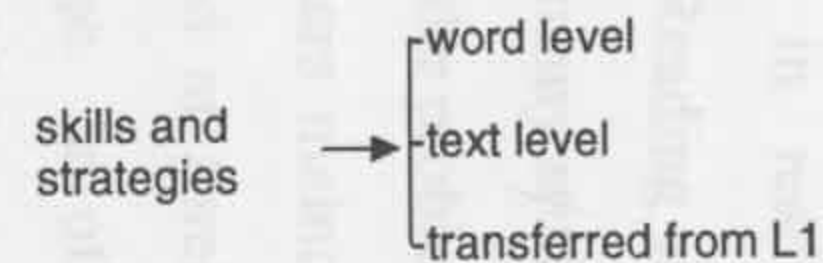 skills and
strategies
word level
text level
transferred from L1